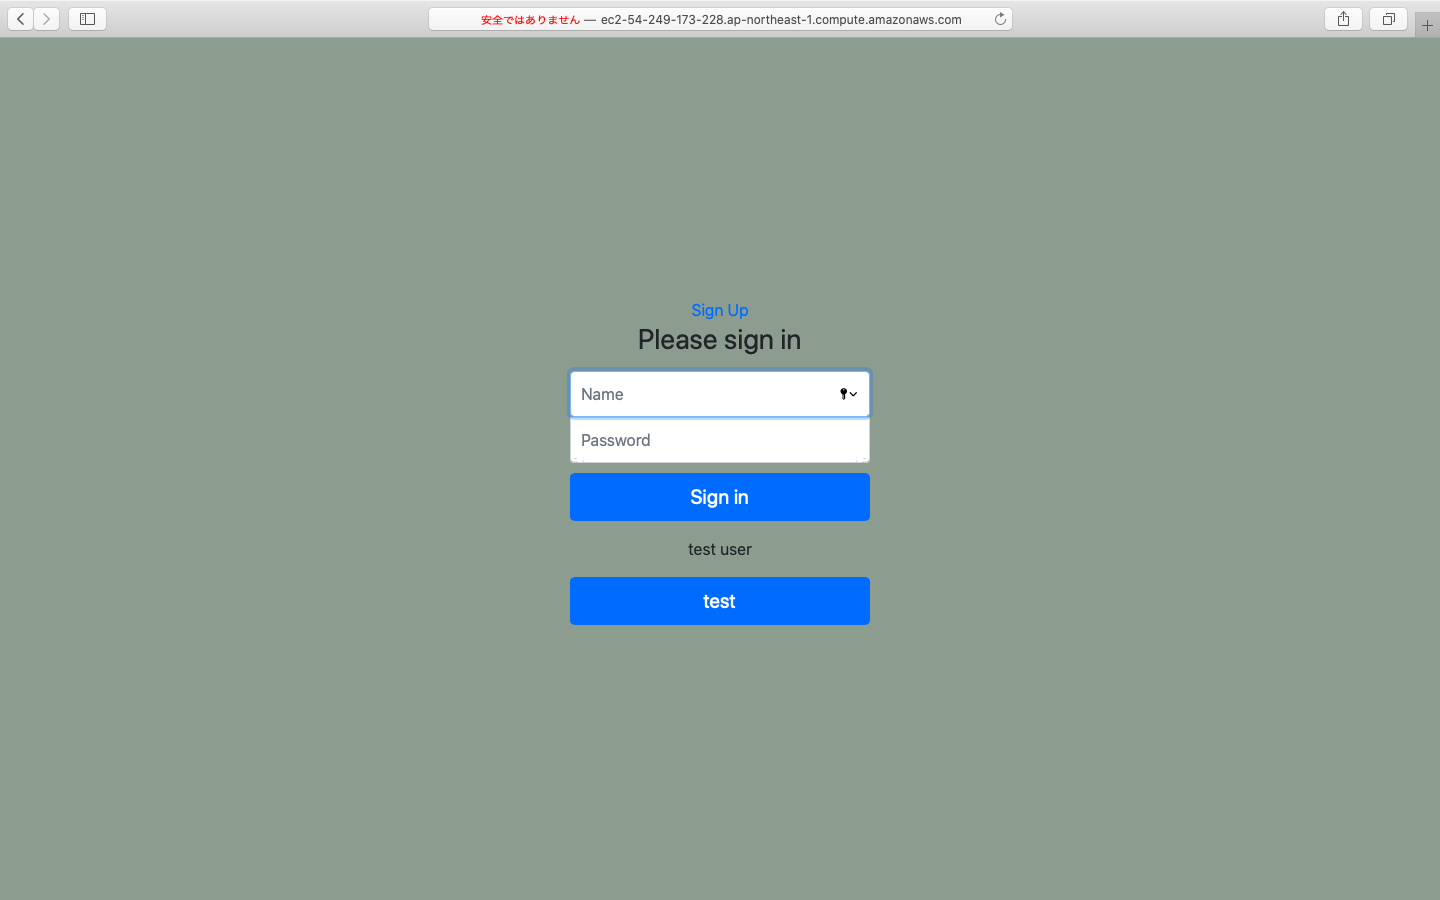 安全ではありません — ec2-54-249-173-228.ap-northeast-1.compute.amazonaws.com
Sign Up
Please sign in
Name
Password
Sign in
test user
test